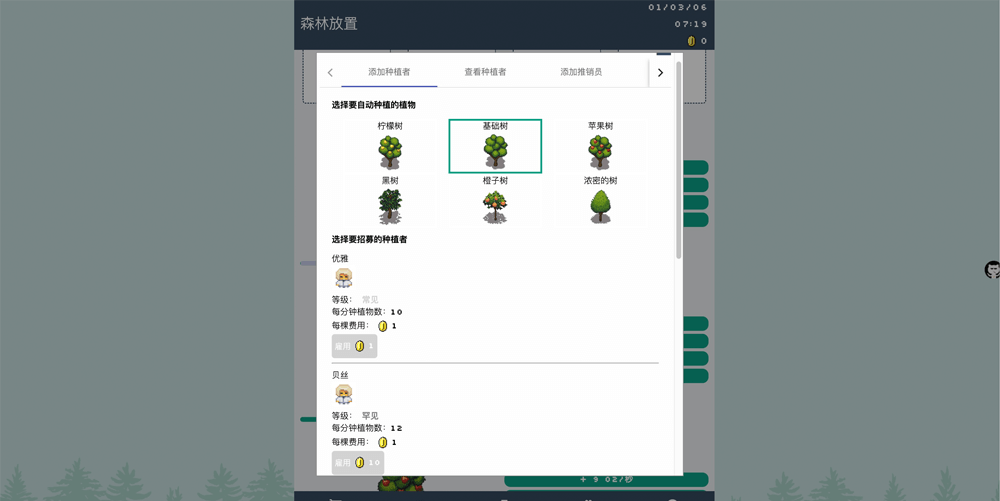 森林放置
01/03/06
07:19
0
添加种植者 查看种植者 添加推销员
选择要自动种植的植物
柠檬树 基础树 苹果树
黑树 橙子树 浓密的树
选择要招募的种植者
优雅
等级： 常见
每分钟植物数：10
每棵费用： 1
雇用 1
贝丝
等级： 罕见
每分钟植物数：12
每棵费用： 1
雇用 10
+ 9 02/秒